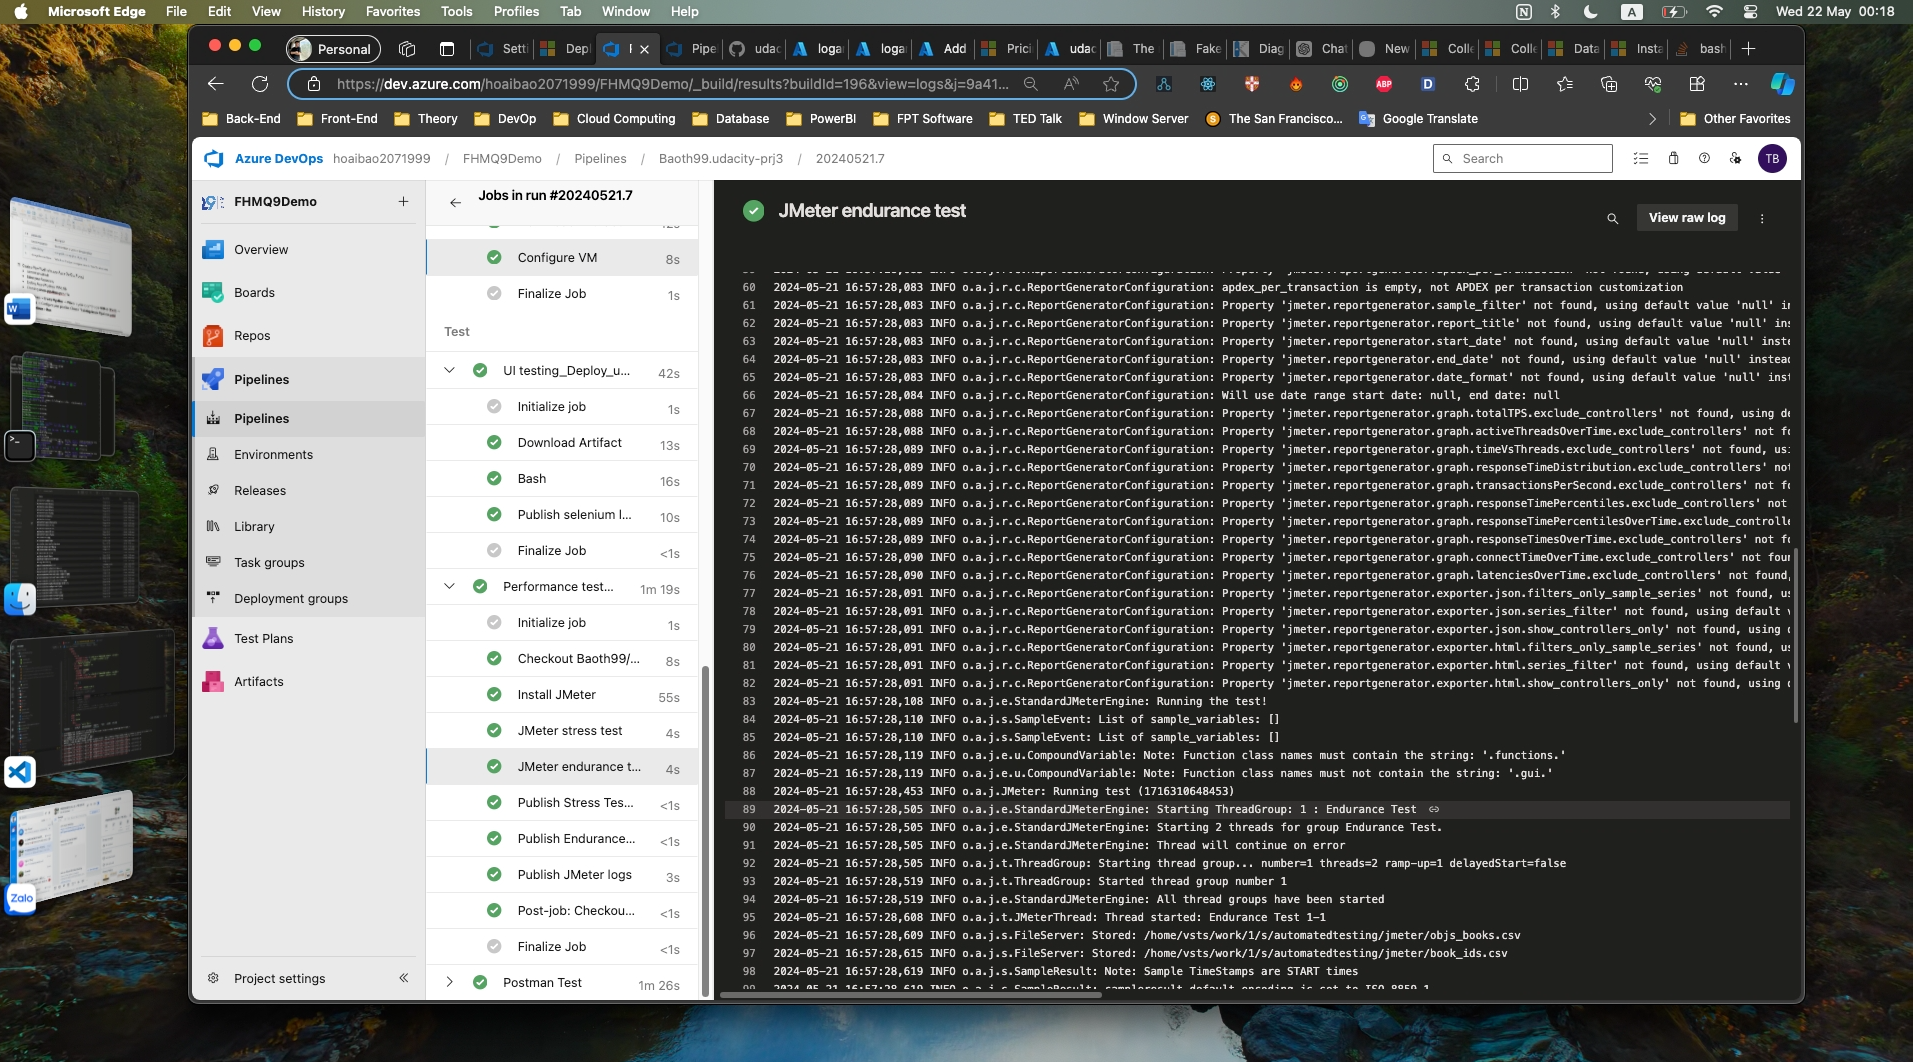 Microsoft Edge File Edit View History Favorites Tools Profiles Tab Window Help
A
Wed 22 May 00:18
Personal
Setti
Depl
Pipe
udac
logar
logar
Add
Prici
udac
The
Fake
Diag
Chat
New
Colle
Colle
Data
Insta
bash
https://dev.azure.com/hoaibao2071999/FHMQ9Demo/_build/results?buildId=196&view=logs&j=9a41...
ABP
D
Back-End Front-End Theory DevOp Cloud Computing Database PowerBI FPT Software TED Talk Window Server The San Francisco... Google Translate Other Favorites
Azure DevOps hoaibao2071999 / FHMQ9Demo / Pipelines / Baoth99.udacity-prj3 / 20240521.7
Search
TB
FHMQ9Demo
Overview
Boards
Repos
Pipelines
Pipelines
Environments
Releases
Library
Task groups
Deployment groups
Test Plans
Artifacts
Project settings
Jobs in run #20240521.7
Configure VM 8s
Finalize Job 1s
Test
UI testing_Deploy_u... 42s
Initialize job 1s
Download Artifact 13s
Bash 16s
Publish selenium l... 10s
Finalize Job <1s
Performance test... 1m 19s
Initialize job 1s
Checkout Baoth99/... 8s
Install JMeter 55s
JMeter stress test 4s
JMeter endurance t... 4s
Publish Stress Tes... <1s
Publish Endurance... <1s
Publish JMeter logs 3s
Post-job: Checkou... <1s
Finalize Job <1s
Postman Test 1m 26s
JMeter endurance test
View raw log
60 2024-05-21 16:57:28,083 INFO o.a.j.r.c.ReportGeneratorConfiguration: apdex_per_transaction is empty, not APDEX per transaction customization
61 2024-05-21 16:57:28,083 INFO o.a.j.r.c.ReportGeneratorConfiguration: Property 'jmeter.reportgenerator.sample_filter' not found, using default value 'null' in
62 2024-05-21 16:57:28,083 INFO o.a.j.r.c.ReportGeneratorConfiguration: Property 'jmeter.reportgenerator.report_title' not found, using default value 'null' ins
63 2024-05-21 16:57:28,083 INFO o.a.j.r.c.ReportGeneratorConfiguration: Property 'jmeter.reportgenerator.start_date' not found, using default value 'null' inste
64 2024-05-21 16:57:28,083 INFO o.a.j.r.c.ReportGeneratorConfiguration: Property 'jmeter.reportgenerator.end_date' not found, using default value 'null' instead
65 2024-05-21 16:57:28,083 INFO o.a.j.r.c.ReportGeneratorConfiguration: Property 'jmeter.reportgenerator.date_format' not found, using default value 'null' inst
66 2024-05-21 16:57:28,084 INFO o.a.j.r.c.ReportGeneratorConfiguration: Will use date range start date: null, end date: null
67 2024-05-21 16:57:28,088 INFO o.a.j.r.c.ReportGeneratorConfiguration: Property 'jmeter.reportgenerator.graph.totalTPS.exclude_controllers' not found, using de
68 2024-05-21 16:57:28,088 INFO o.a.j.r.c.ReportGeneratorConfiguration: Property 'jmeter.reportgenerator.graph.activeThreadsOverTime.exclude_controllers' not fo
69 2024-05-21 16:57:28,089 INFO o.a.j.r.c.ReportGeneratorConfiguration: Property 'jmeter.reportgenerator.graph.timeVsThreads.exclude_controllers' not found, usi
70 2024-05-21 16:57:28,089 INFO o.a.j.r.c.ReportGeneratorConfiguration: Property 'jmeter.reportgenerator.graph.responseTimeDistribution.exclude_controllers' not
71 2024-05-21 16:57:28,089 INFO o.a.j.r.c.ReportGeneratorConfiguration: Property 'jmeter.reportgenerator.graph.transactionsPerSecond.exclude_controllers' not fo
72 2024-05-21 16:57:28,089 INFO o.a.j.r.c.ReportGeneratorConfiguration: Property 'jmeter.reportgenerator.graph.responseTimePercentiles.exclude_controllers' not
73 2024-05-21 16:57:28,089 INFO o.a.j.r.c.ReportGeneratorConfiguration: Property 'jmeter.reportgenerator.graph.responseTimePercentilesOverTime.exclude_controlle
74 2024-05-21 16:57:28,089 INFO o.a.j.r.c.ReportGeneratorConfiguration: Property 'jmeter.reportgenerator.graph.responseTimesOverTime.exclude_controllers' not fo
75 2024-05-21 16:57:28,090 INFO o.a.j.r.c.ReportGeneratorConfiguration: Property 'jmeter.reportgenerator.graph.connectTimeOverTime.exclude_controllers' not foun
76 2024-05-21 16:57:28,090 INFO o.a.j.r.c.ReportGeneratorConfiguration: Property 'jmeter.reportgenerator.graph.latenciesOverTime.exclude_controllers' not found,
77 2024-05-21 16:57:28,091 INFO o.a.j.r.c.ReportGeneratorConfiguration: Property 'jmeter.reportgenerator.exporter.json.filters_only_sample_series' not found, us
78 2024-05-21 16:57:28,091 INFO o.a.j.r.c.ReportGeneratorConfiguration: Property 'jmeter.reportgenerator.exporter.json.series_filter' not found, using default v
79 2024-05-21 16:57:28,091 INFO o.a.j.r.c.ReportGeneratorConfiguration: Property 'jmeter.reportgenerator.exporter.json.show_controllers_only' not found, using d
80 2024-05-21 16:57:28,091 INFO o.a.j.r.c.ReportGeneratorConfiguration: Property 'jmeter.reportgenerator.exporter.html.filters_only_sample_series' not found, us
81 2024-05-21 16:57:28,091 INFO o.a.j.r.c.ReportGeneratorConfiguration: Property 'jmeter.reportgenerator.exporter.html.series_filter' not found, using default v
82 2024-05-21 16:57:28,091 INFO o.a.j.r.c.ReportGeneratorConfiguration: Property 'jmeter.reportgenerator.exporter.html.show_controllers_only' not found, using d
83 2024-05-21 16:57:28,108 INFO o.a.j.e.StandardJMeterEngine: Running the test!
84 2024-05-21 16:57:28,110 INFO o.a.j.s.SampleEvent: List of sample_variables: []
85 2024-05-21 16:57:28,110 INFO o.a.j.s.SampleEvent: List of sample_variables: []
86 2024-05-21 16:57:28,119 INFO o.a.j.e.u.CompoundVariable: Note: Function class names must contain the string: '.functions.'
87 2024-05-21 16:57:28,119 INFO o.a.j.e.u.CompoundVariable: Note: Function class names must not contain the string: '.gui.'
88 2024-05-21 16:57:28,453 INFO o.a.j.JMeter: Running test (1716310648453)
89 2024-05-21 16:57:28,505 INFO o.a.j.e.StandardJMeterEngine: Starting ThreadGroup: 1 : Endurance Test
90 2024-05-21 16:57:28,505 INFO o.a.j.e.StandardJMeterEngine: Starting 2 threads for group Endurance Test.
91 2024-05-21 16:57:28,505 INFO o.a.j.e.StandardJMeterEngine: Thread will continue on error
92 2024-05-21 16:57:28,505 INFO o.a.j.t.ThreadGroup: Starting thread group... number=1 threads=2 ramp-up=1 delayedStart=false
93 2024-05-21 16:57:28,519 INFO o.a.j.t.ThreadGroup: Started thread group number 1
94 2024-05-21 16:57:28,519 INFO o.a.j.e.StandardJMeterEngine: All thread groups have been started
95 2024-05-21 16:57:28,608 INFO o.a.j.t.JMeterThread: Thread started: Endurance Test 1-1
96 2024-05-21 16:57:28,609 INFO o.a.j.s.FileServer: Stored: /home/vsts/work/1/s/automatedtesting/jmeter/objs_books.csv
97 2024-05-21 16:57:28,615 INFO o.a.j.s.FileServer: Stored: /home/vsts/work/1/s/automatedtesting/jmeter/book_ids.csv
98 2024-05-21 16:57:28,619 INFO o.a.j.s.SampleResult: Note: Sample TimeStamps are START times
Zalo